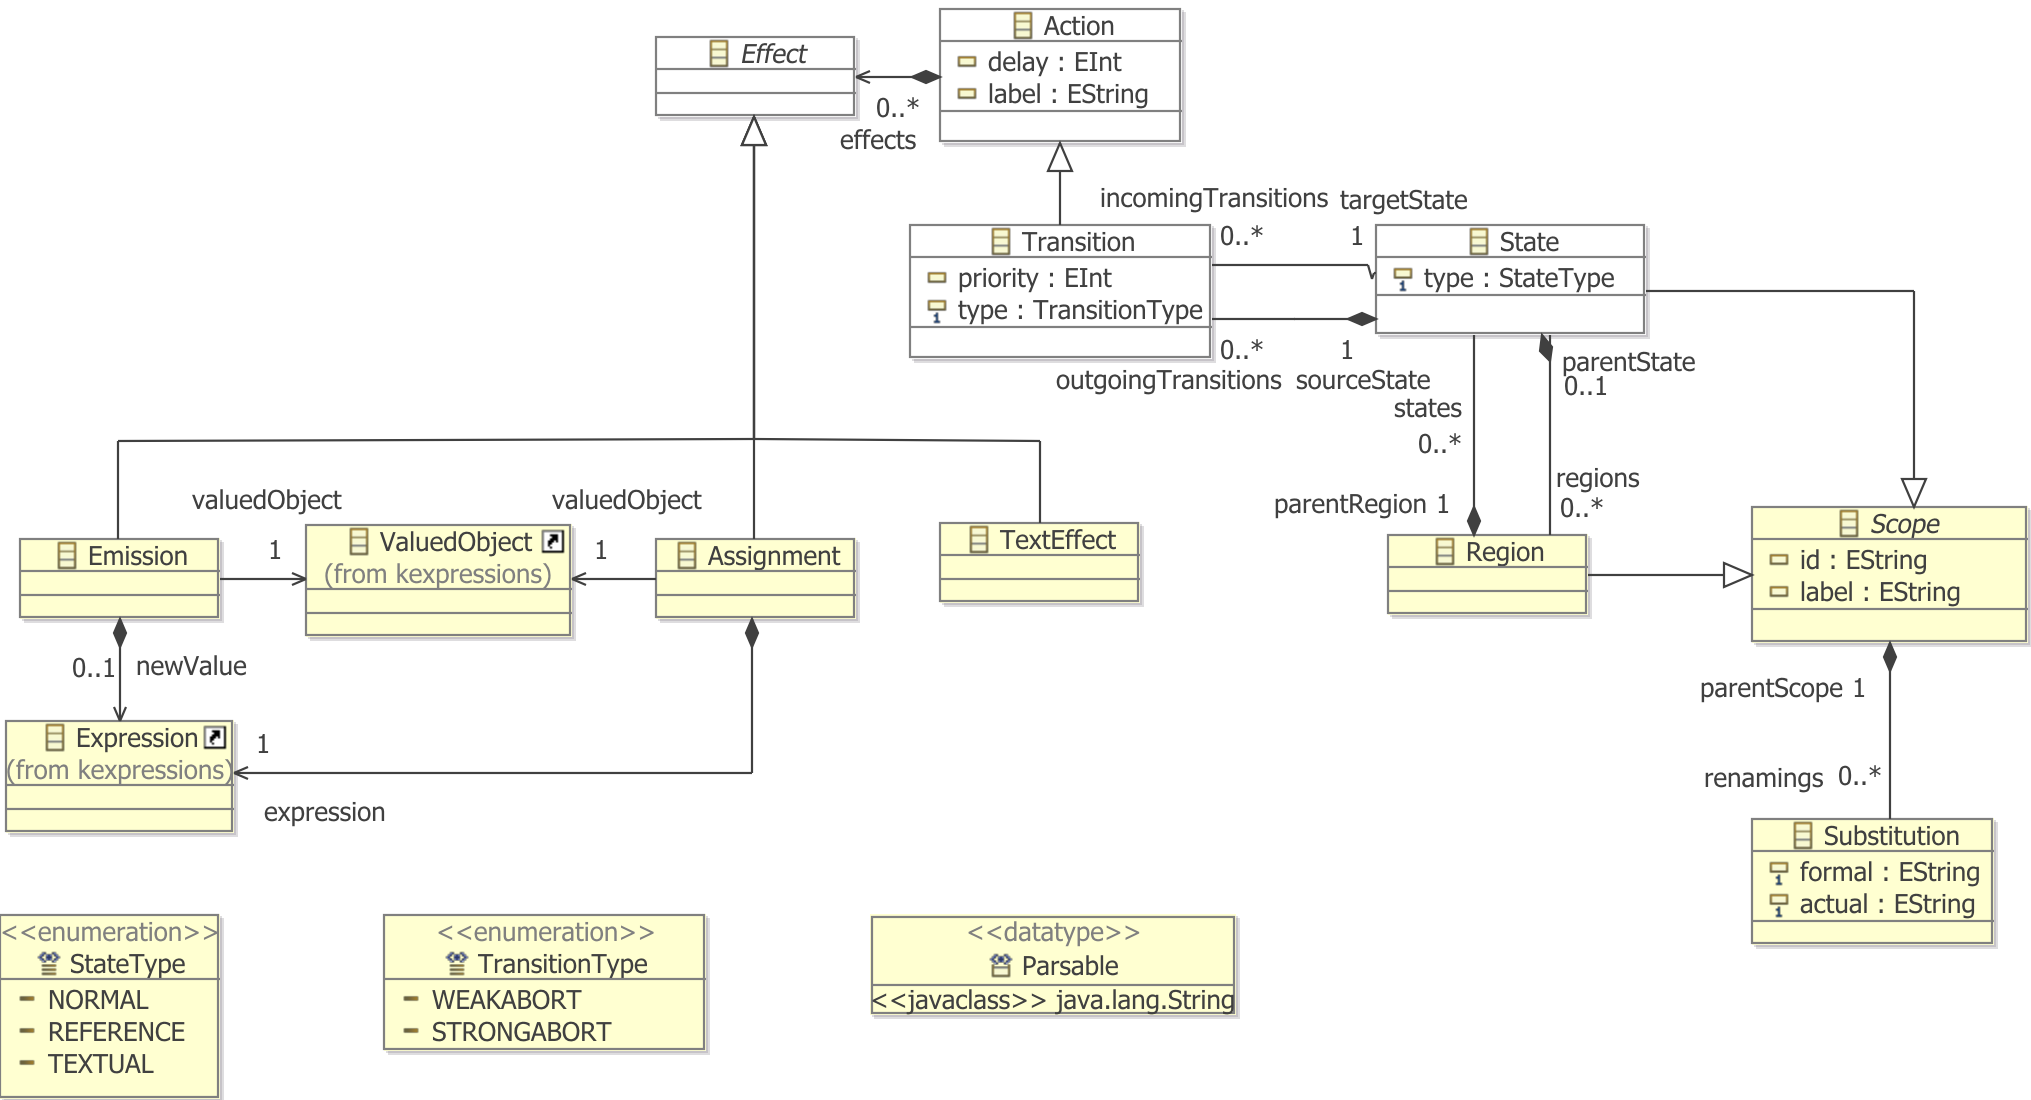 Effect
Action
delay : EInt
label : EString
0..*
effects
incomingTransitions
targetState
0..*
1
Transition
priority : EInt
type : TransitionType
State
type : StateType
0..*
1
outgoingTransitions
sourceState
parentState
0..1
states
0..*
regions
0..*
parentRegion 1
valuedObject
valuedObject
1
1
Emission
ValuedObject
(from kexpressions)
Assignment
TextEffect
Region
Scope
id : EString
label : EString
0..1
newValue
parentScope 1
Expression
(from kexpressions)
1
expression
renamings 0..*
Substitution
formal : EString
actual : EString
<<enumeration>>
StateType
NORMAL
REFERENCE
TEXTUAL
<<enumeration>>
TransitionType
WEAKABORT
STRONGABORT
<<datatype>>
Parsable
<<javaclass>> java.lang.String